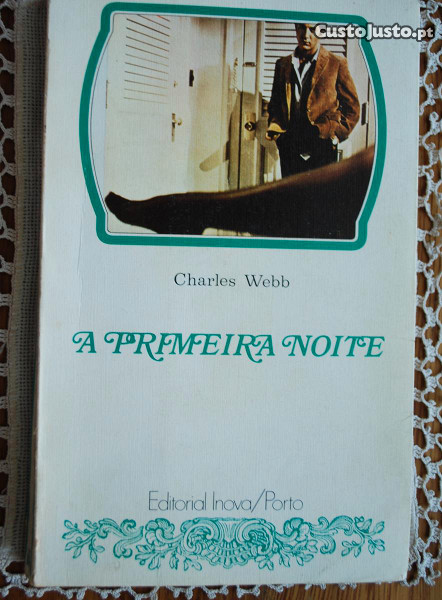 CustoJusto.pt
Charles Webb
A PRIMEIRA NOITE
Editorial Inova/Porto